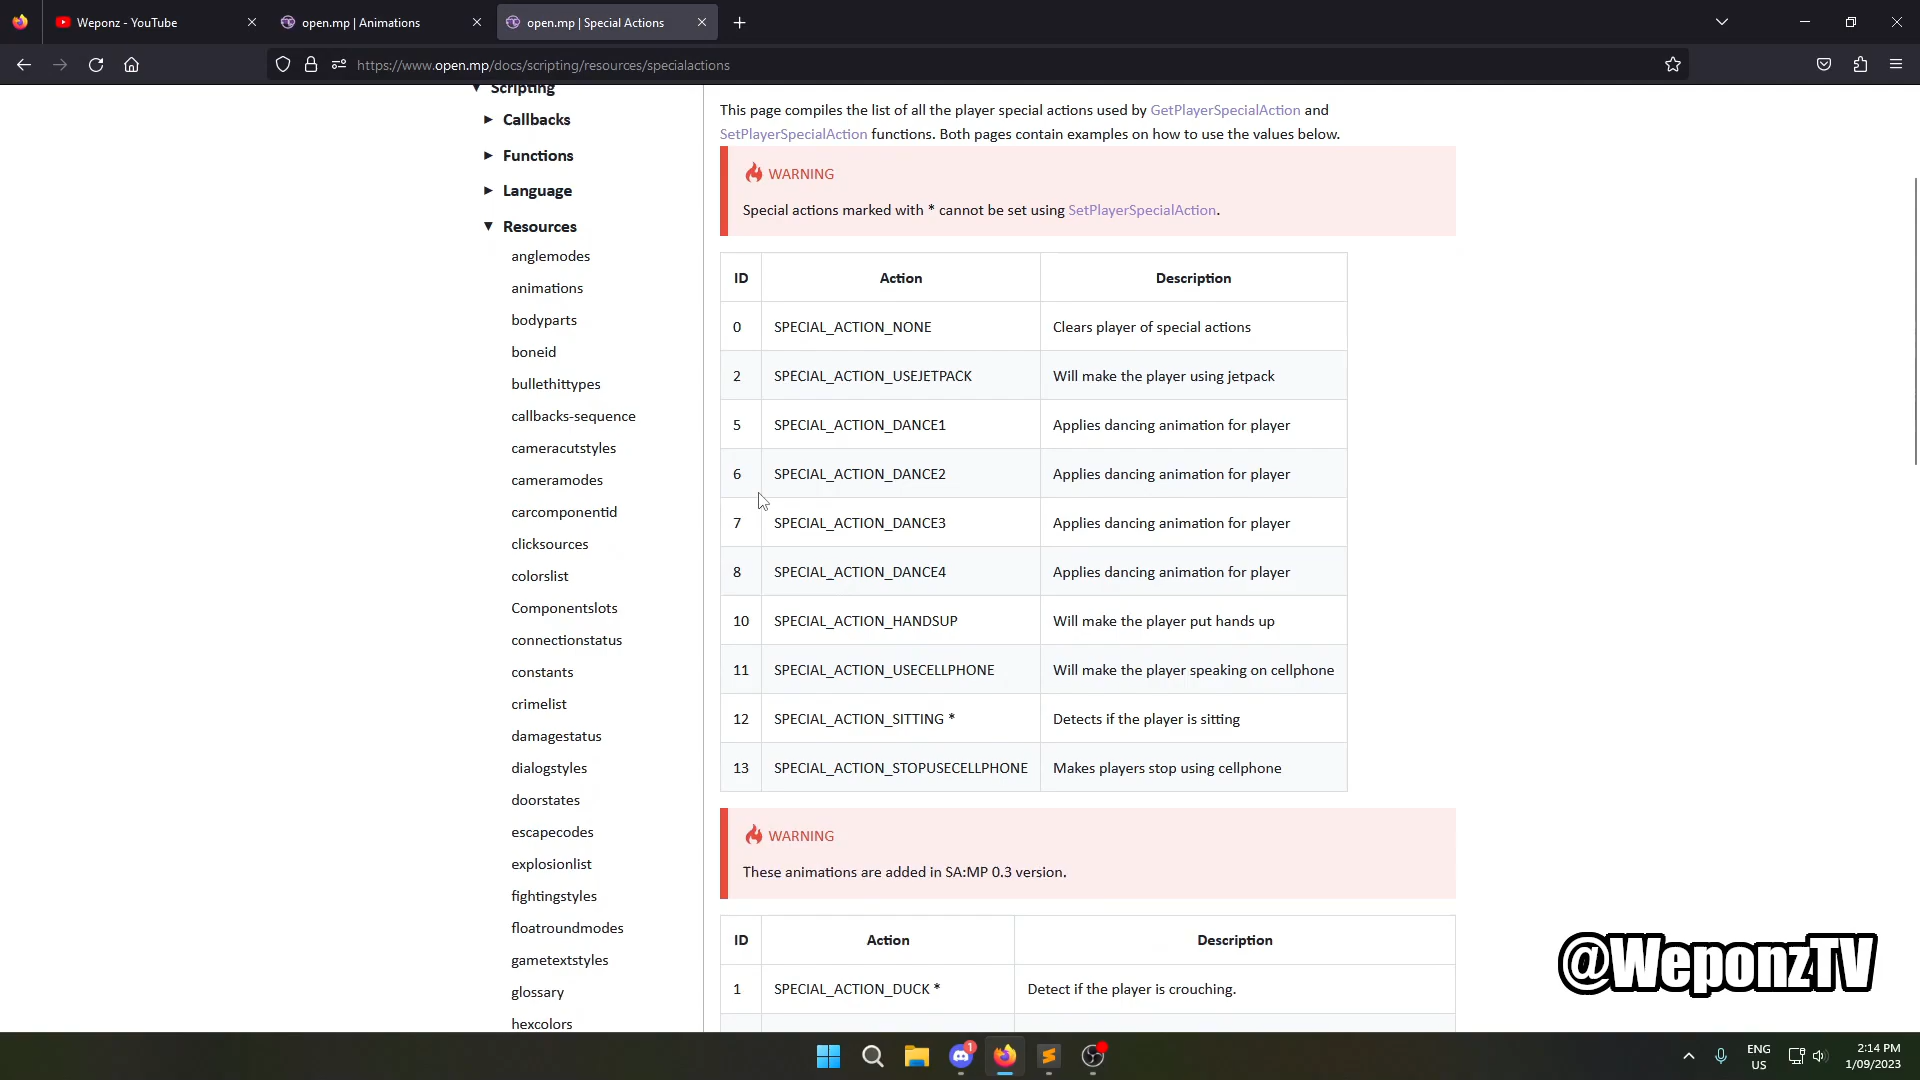 Weponz - YouTube
open.mp | Animations
open.mp | Special Actions
https://www.open.mp/docs/scripting/resources/specialactions
Scripting
Callbacks
Functions
Language
Resources
anglemodes
animations
bodyparts
boneid
bullethittypes
callbacks-sequence
cameracutstyles
cameramodes
carcomponentid
clicksources
colorslist
Componentslots
connectionstatus
constants
crimelist
damagestatus
dialogstyles
doorstates
escapecodes
explosionlist
fightingstyles
floatroundmodes
gametextstyles
glossary
hexcolors
This page compiles the list of all the player special actions used by GetPlayerSpecialAction and
SetPlayerSpecialAction functions. Both pages contain examples on how to use the values below.
WARNING
Special actions marked with * cannot be set using SetPlayerSpecialAction.
ID Action Description
0 SPECIAL_ACTION_NONE Clears player of special actions
2 SPECIAL_ACTION_USEJETPACK Will make the player using jetpack
5 SPECIAL_ACTION_DANCE1 Applies dancing animation for player
6 SPECIAL_ACTION_DANCE2 Applies dancing animation for player
7 SPECIAL_ACTION_DANCE3 Applies dancing animation for player
8 SPECIAL_ACTION_DANCE4 Applies dancing animation for player
10 SPECIAL_ACTION_HANDSUP Will make the player put hands up
11 SPECIAL_ACTION_USECELLPHONE Will make the player speaking on cellphone
12 SPECIAL_ACTION_SITTING * Detects if the player is sitting
13 SPECIAL_ACTION_STOPUSECELLPHONE Makes players stop using cellphone
WARNING
These animations are added in SA:MP 0.3 version.
ID Action Description
1 SPECIAL_ACTION_DUCK * Detect if the player is crouching.
@WeponzTV
1
ENG
US
2:14 PM
1/09/2023